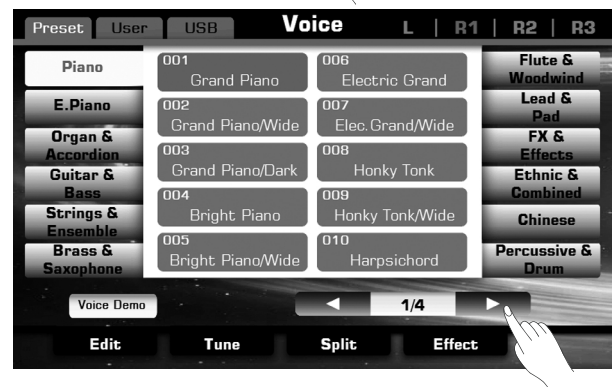 Preset User USB Voice L | R1 | R2 | R3
Piano
E.Piano
Organ &
Accordion
Guitar &
Bass
Strings &
Ensemble
Brass &
Saxophone
001
Grand Piano
002
Grand Piano/Wide
003
Grand Piano/Dark
004
Bright Piano
005
Bright Piano/Wide
006
Electric Grand
007
Elec.Grand/Wide
008
Honky Tonk
009
Honky Tonk/Wide
010
Harpsichord
Flute &
Woodwind
Lead &
Pad
FX &
Effects
Ethnic &
Combined
Chinese
Percussive &
Drum
Voice Demo 1/4
Edit Tune Split Effect